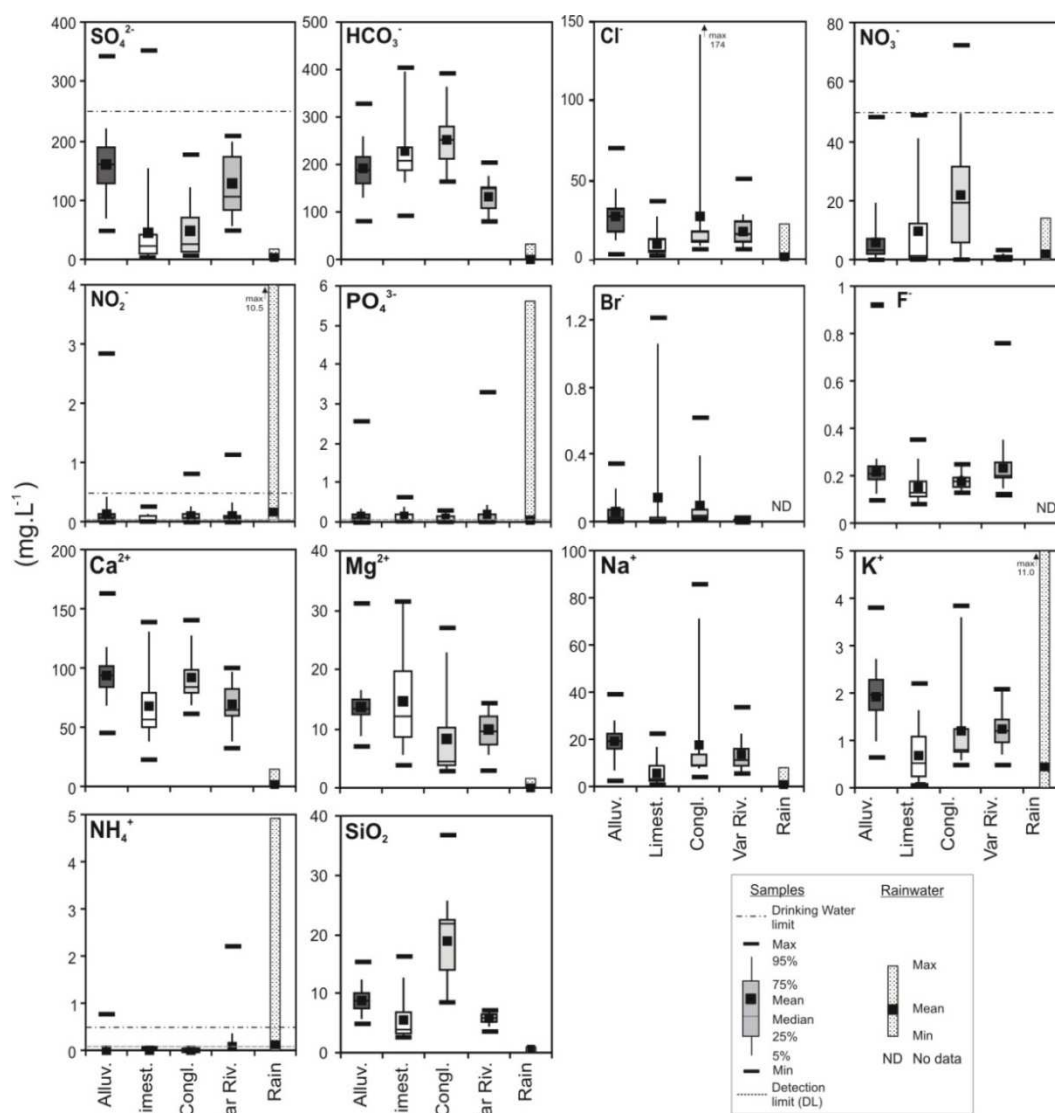 SO₄²⁻
HCO₃⁻
Cl⁻
NO₃⁻
400
300
200
100
0
500
400
300
200
100
0
150
100
50
0
max
174
80
60
40
20
0
NO₂⁻
PO₄³⁻
Br⁻
F⁻
4
3
2
1
0
max
10.5
6
5
4
3
2
1
0
1.2
0.8
0.4
0
ND
1
0.8
0.6
0.4
0.2
0
ND
(mg.L⁻¹)
Ca²⁺
Mg²⁺
Na⁺
K⁺
200
150
100
50
0
40
30
20
10
0
100
80
60
40
20
0
5
4
3
2
1
0
max
11.0
Alluv.
Limest.
Congl.
Var Riv.
Rain
Alluv.
Limest.
Congl.
Var Riv.
Rain
NH₄⁺
SiO₂
5
4
3
2
1
0
40
30
20
10
0
Alluv.
imest.
Congl.
ar Riv.
Rain
Alluv.
Limest.
Congl.
Var Riv.
Rain
Samples
Rainwater
Drinking Water
limit
Max
95%
75%
Mean
Median
25%
5%
Min
Detection
limit (DL)
Max
Mean
Min
ND No data